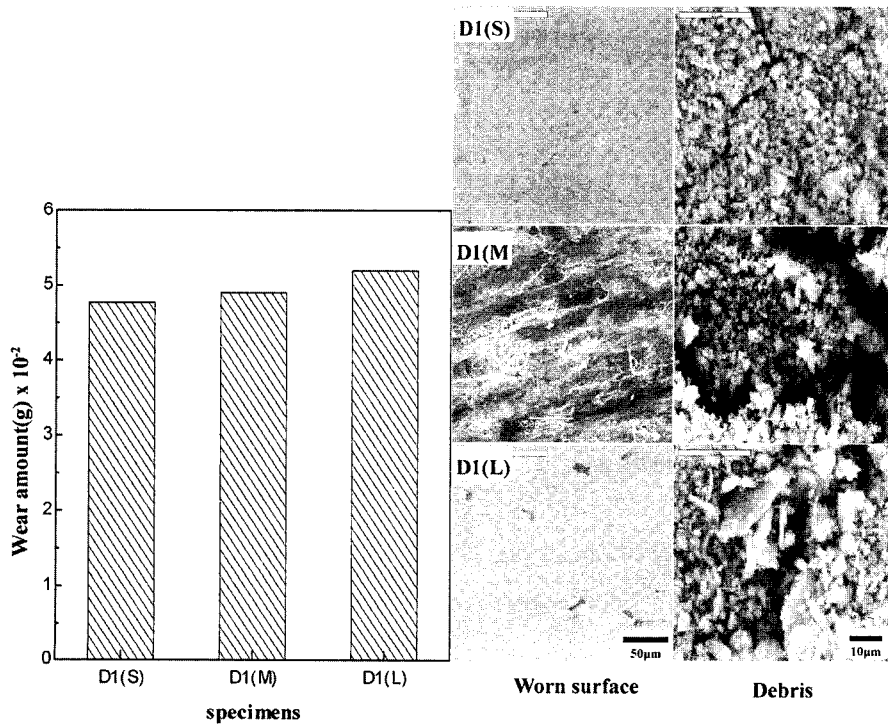 D1(S)
D1(M
D1(L)
6
5
4
3
2
1
0
Wear amount(g) x 10⁻²
D1(S) D1(M) D1(L)
specimens
50μm
10μm
Worn surface
Debris